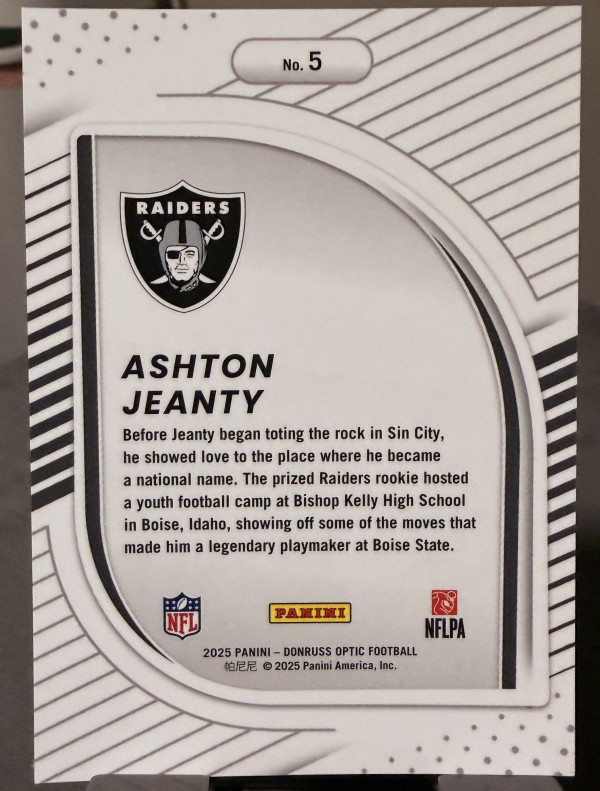 No. 5
RAIDERS
ASHTON
JEANTY
Before Jeanty began toting the rock in Sin City,
he showed love to the place where he became
a national name. The prized Raiders rookie hosted
a youth football camp at Bishop Kelly High School
in Boise, Idaho, showing off some of the moves that
made him a legendary playmaker at Boise State.
NFL
PANINI
NFLPA
2025 PANINI – DONRUSS OPTIC FOOTBALL
帕尼尼 © 2025 Panini America, Inc.